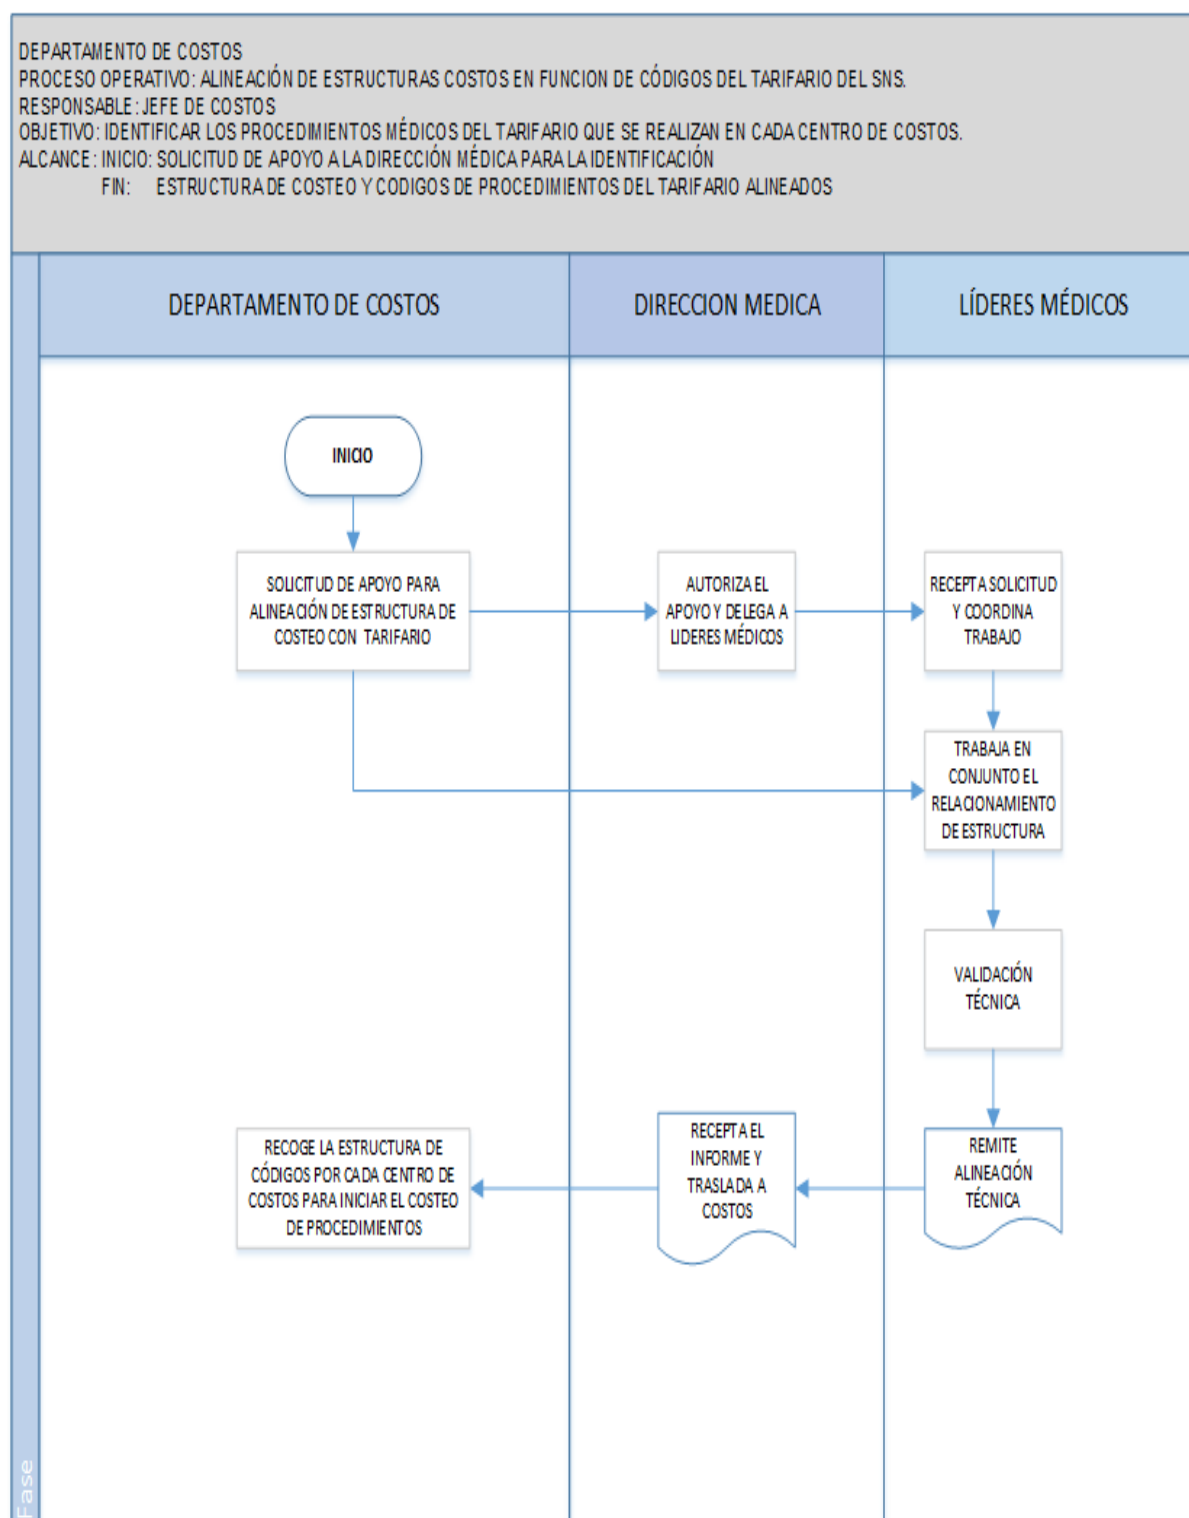 DEPARTAMENTO DE COSTOS
PROCESO OPERATIVO: ALINEACIÓN DE ESTRUCTURAS COSTOS EN FUNCION DE CÓDIGOS DEL TARIFARIO DEL SNS.
RESPONSABLE: JEFE DE COSTOS
OBJETIVO: IDENTIFICAR LOS PROCEDIMIENTOS MÉDICOS DEL TARIFARIO QUE SE REALIZAN EN CADA CENTRO DE COSTOS.
ALCANCE: INICIO: SOLICITUD DE APOYO A LA DIRECCIÓN MÉDICA PARA LA IDENTIFICACIÓN
FIN: ESTRUCTURA DE COSTEO Y CODIGOS DE PROCEDIMIENTOS DEL TARIFARIO ALINEADOS
DEPARTAMENTO DE COSTOS
DIRECCION MEDICA
LÍDERES MÉDICOS
INICIO
SOLICITUD DE APOYO PARA
ALINEACIÓN DE ESTRUCTURA DE
COSTEO CON TARIFARIO
AUTORIZA EL
APOYO Y DELEGA A
LIDERES MÉDICOS
RECEPTA SOLICITUD
Y COORDINA
TRABAJO
TRABAJA EN
CONJUNTO EL
RELACIONAMIENTO
DE ESTRUCTURA
VALIDACIÓN
TÉCNICA
REMITE
ALINEACIÓN
TÉCNICA
RECEPTA EL
INFORME Y
TRASLADA A
COSTOS
RECOGE LA ESTRUCTURA DE
CÓDIGOS POR CADA CENTRO DE
COSTOS PARA INICIAR EL COSTEO
DE PROCEDIMIENTOS
Fase